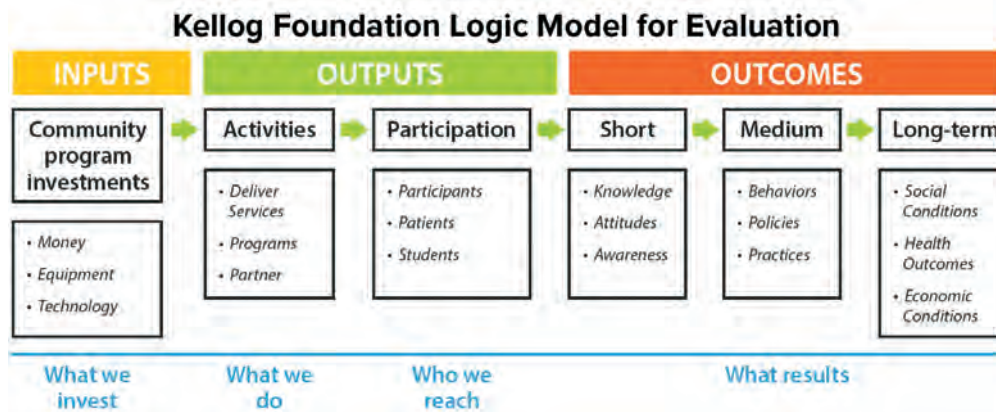 Kellog Foundation Logic Model for Evaluation
INPUTS
OUTPUTS
OUTCOMES
Community
program
investments
Activities
Participation
Short
Medium
Long-term
• Money
• Equipment
• Technology
• Deliver
Services
• Programs
• Partner
• Participants
• Patients
• Students
• Knowledge
• Attitudes
• Awareness
• Behaviors
• Policies
• Practices
• Social
Conditions
• Health
Outcomes
• Economic
Conditions
What we
invest
What we
do
Who we
reach
What results